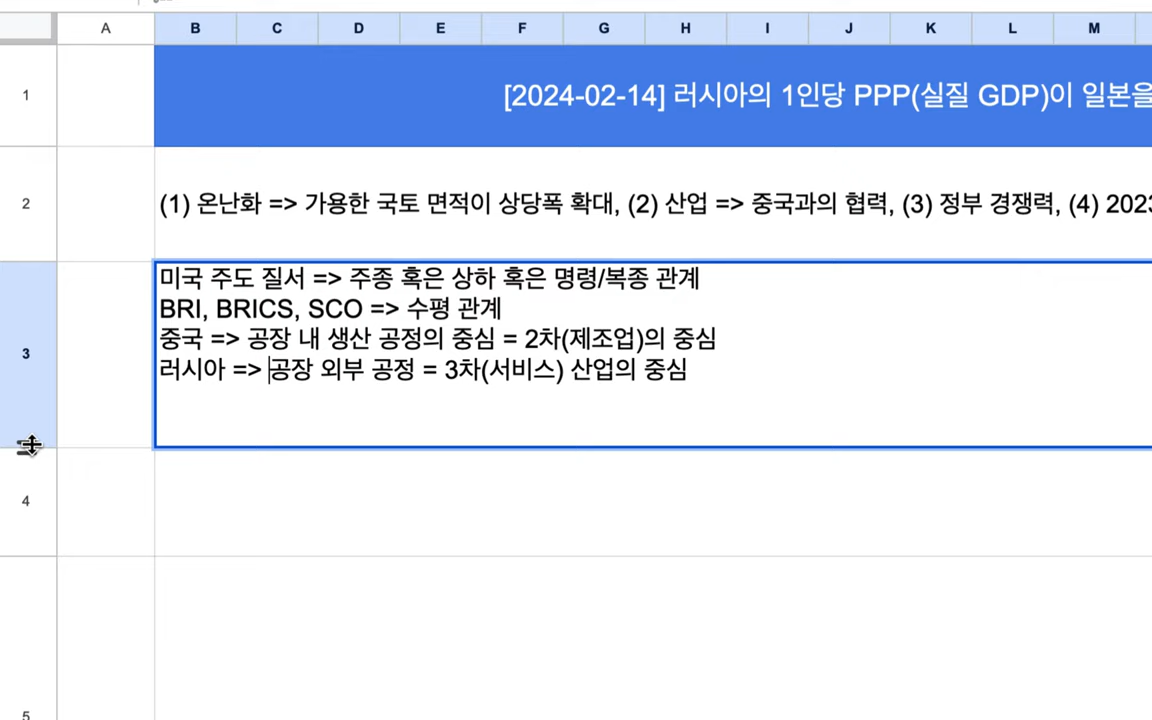 A B C D E F G H I J K L M
1 [2024-02-14] 러시아의 1인당 PPP(실질 GDP)이 일본을
2 (1) 온난화 => 가용한 국토 면적이 상당폭 확대, (2) 산업 => 중국과의 협력, (3) 정부 경쟁력, (4) 2023
미국 주도 질서 => 주종 혹은 상하 혹은 명령/복종 관계
BRI, BRICS, SCO => 수평 관계
중국 => 공장 내 생산 공정의 중심 = 2차(제조업)의 중심
3
러시아 => 공장 외부 공정 = 3차(서비스) 산업의 중심
4
5